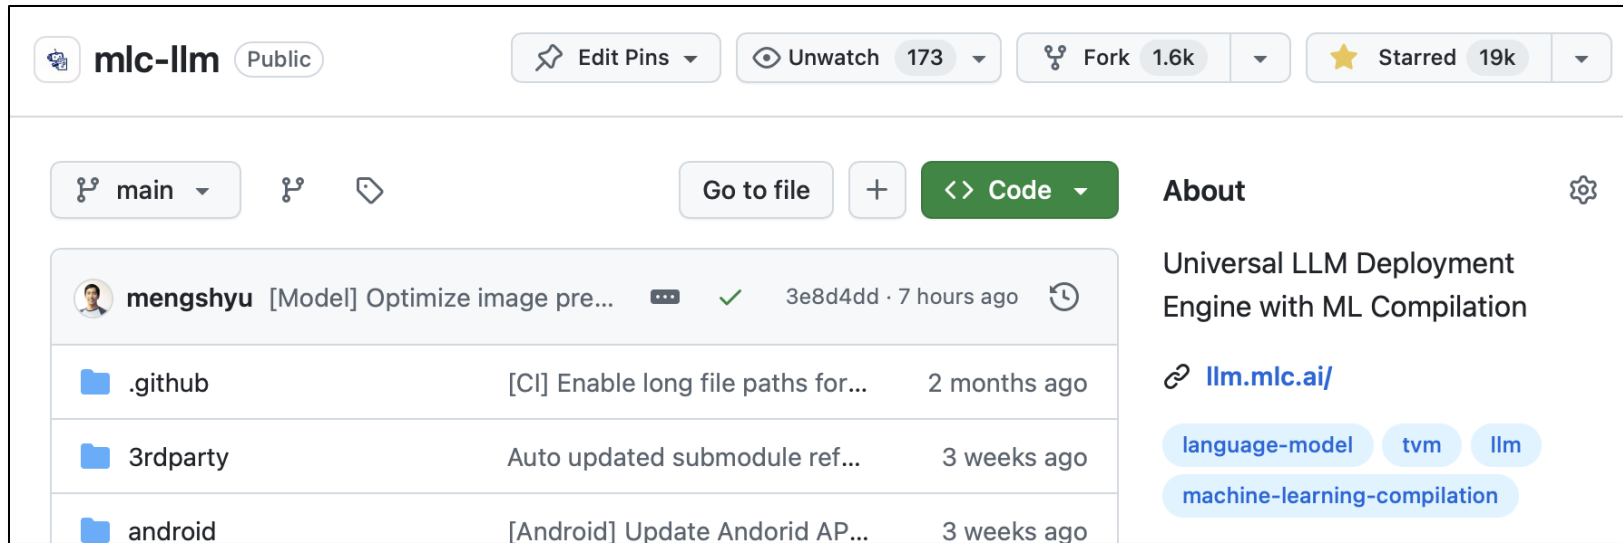 mlc-llm Public Edit Pins Unwatch 173 Fork 1.6k Starred 19k
main Go to file + Code
mengshyu [Model] Optimize image pre... 3e8d4dd · 7 hours ago
.github [CI] Enable long file paths for... 2 months ago
3rdparty Auto updated submodule ref... 3 weeks ago
android [Android] Update Andorid AP... 3 weeks ago
About
Universal LLM Deployment
Engine with ML Compilation
llm.mlc.ai/
language-model tvm llm
machine-learning-compilation